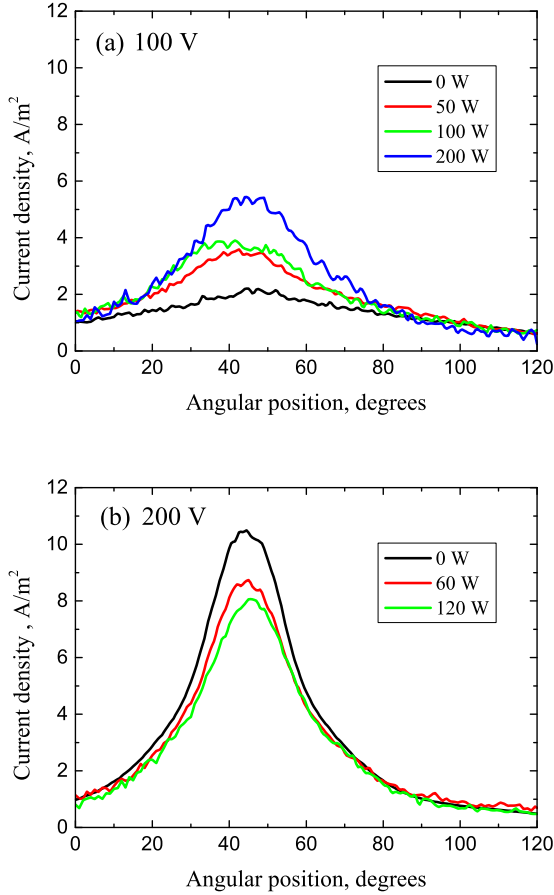 (a) 100 V
0 W
50 W
100 W
200 W
Current density, A/m²
12
10
8
6
4
2
0
0 20 40 60 80 100 120
Angular position, degrees
(b) 200 V
0 W
60 W
120 W
Current density , A/m²
12
10
8
6
4
2
0
0 20 40 60 80 100 120
Angular position, degrees